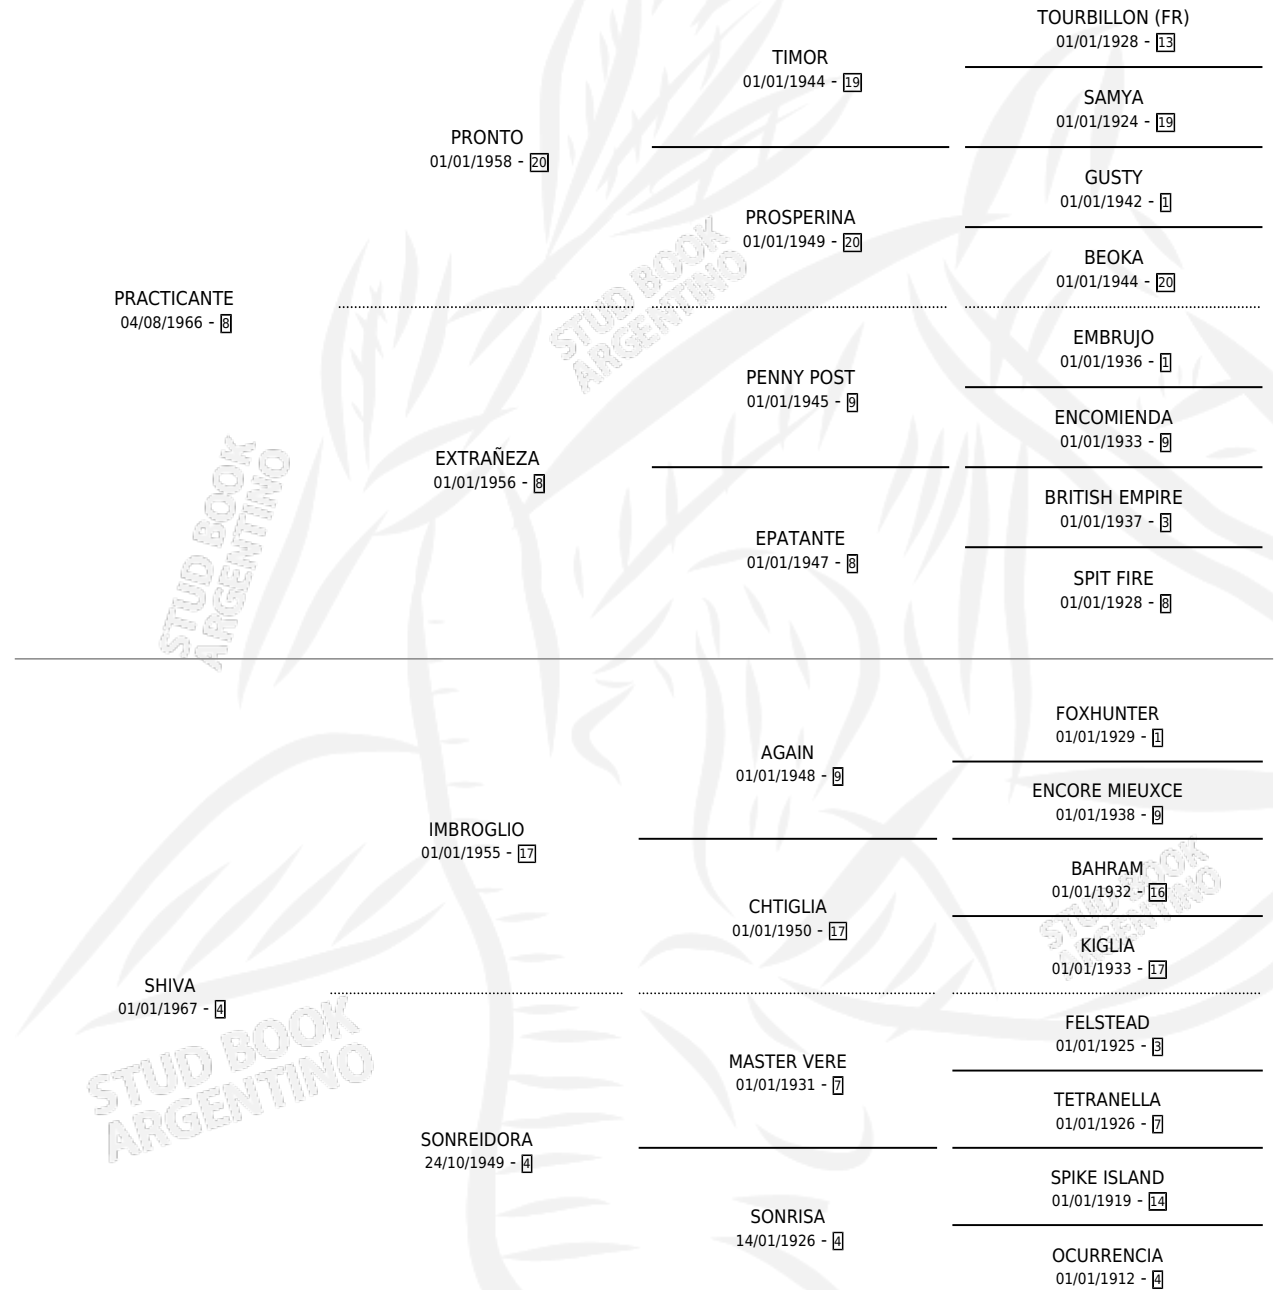 TOURBILLON (FR)
01/01/1928 - 13
TIMOR
01/01/1944 - 19
SAMYA
01/01/1924 - 19
PRONTO
01/01/1958 - 20
GUSTY
01/01/1942 - 1
PROSPERINA
01/01/1949 - 20
BEOKA
01/01/1944 - 20
PRACTICANTE
04/08/1966 - 8
EMBRUJO
01/01/1936 - 1
PENNY POST
01/01/1945 - 9
ENCOMIENDA
01/01/1933 - 9
EXTRAÑEZA
01/01/1956 - 8
BRITISH EMPIRE
01/01/1937 - 3
EPATANTE
01/01/1947 - 8
SPIT FIRE
01/01/1928 - 8
STUD BOOK
ARGENTINO
STUD BOOK
ARGENTINO
FOXHUNTER
01/01/1929 - 1
AGAIN
01/01/1948 - 9
ENCORE MIEUXCE
01/01/1938 - 9
IMBROGLIO
01/01/1955 - 17
BAHRAM
01/01/1932 - 16
CHTIGLIA
01/01/1950 - 17
KIGLIA
01/01/1933 - 17
STUD BOOK
ARGENTINO
SHIVA
01/01/1967 - 4
FELSTEAD
01/01/1925 - 3
MASTER VERE
01/01/1931 - 7
TETRANELLA
01/01/1926 - 7
SONREIDORA
24/10/1949 - 4
SPIKE ISLAND
01/01/1919 - 14
SONRISA
14/01/1926 - 4
OCURRENCIA
01/01/1912 - 4
STUD BOOK
ARGENTINO